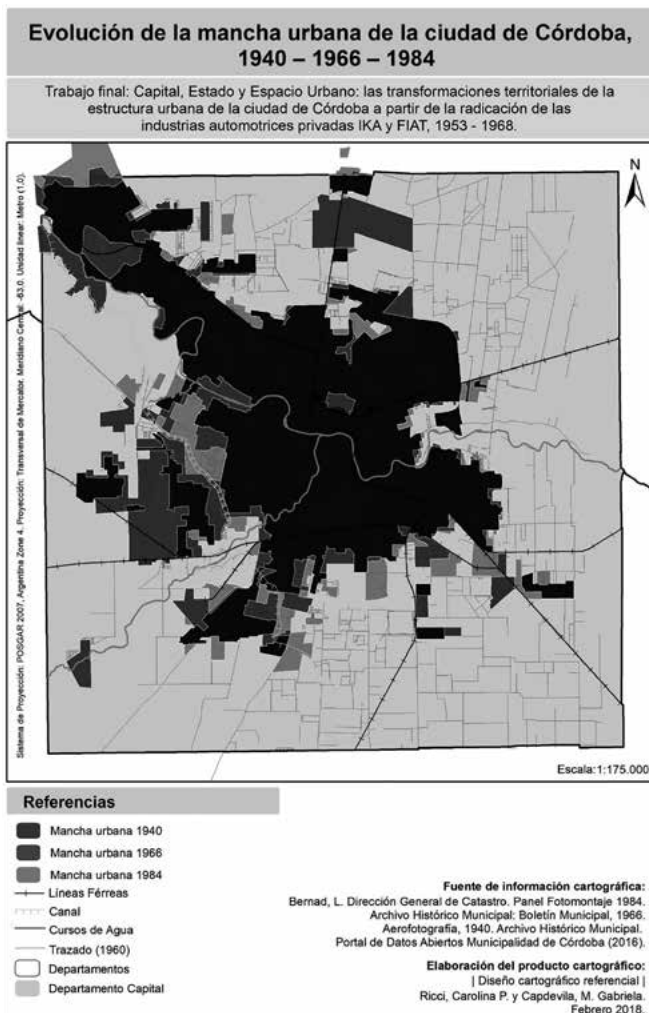 Evolución de la mancha urbana de la ciudad de Córdoba,
1940 – 1966 – 1984
Trabajo final: Capital, Estado y Espacio Urbano: las transformaciones territoriales de la
estructura urbana de la ciudad de Córdoba a partir de la radicación de las
industrias automotrices privadas IKA y FIAT, 1953 - 1968.
Sistema de Proyección: POSGAR 2007, Argentina Zone 4. Proyección: Transversal de Mercator, Meridiano Central: -63.0. Unidad linear: Metro (1,0).
N
Escala:1:175.000
Referencias
Mancha urbana 1940
Mancha urbana 1966
Mancha urbana 1984
Líneas Férreas
Canal
Cursos de Agua
Trazado (1960)
Departamentos
Departamento Capital
Fuente de información cartográfica:
Bernad, L. Dirección General de Catastro. Panel Fotomontaje 1984.
Archivo Histórico Municipal: Boletín Municipal, 1966.
Aerofotografía, 1940. Archivo Histórico Municipal.
Portal de Datos Abiertos Municipalidad de Córdoba (2016).
Elaboración del producto cartográfico:
| Diseño cartográfico referencial |
Ricci, Carolina P. y Capdevila, M. Gabriela.
Febrero 2018.